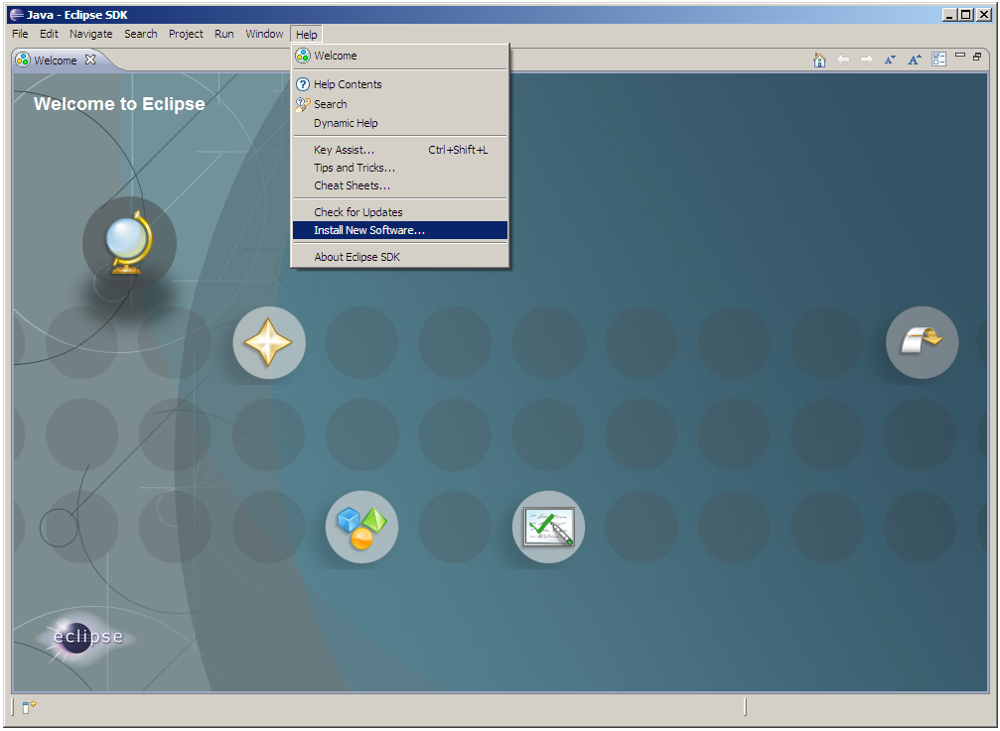 Java - Eclipse SDK
File Edit Navigate Search Project Run Window Help
Welcome
Welcome to Eclipse
Welcome
Help Contents
Search
Dynamic Help
Key Assist... Ctrl+Shift+L
Tips and Tricks...
Cheat Sheets...
Check for Updates
Install New Software...
About Eclipse SDK
eclipse